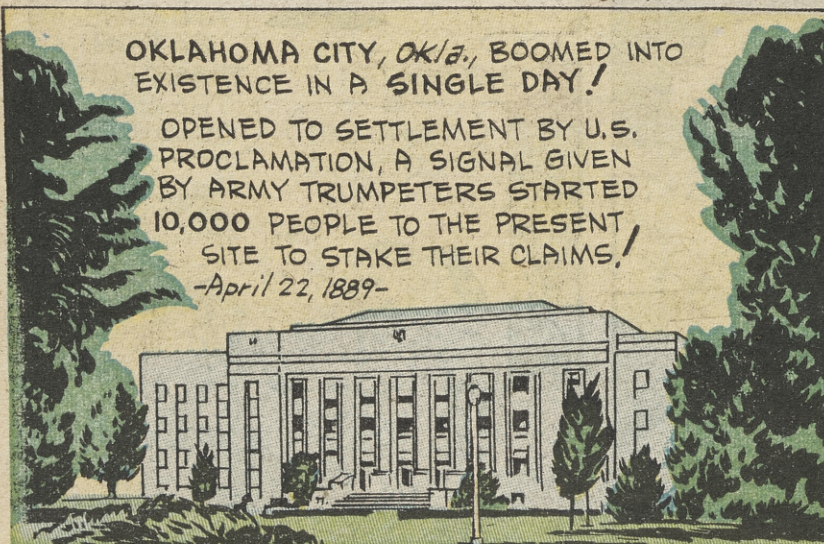 OKLAHOMA CITY, Okla., BOOMED INTO
EXISTENCE IN A SINGLE DAY!
OPENED TO SETTLEMENT BY U.S.
PROCLAMATION, A SIGNAL GIVEN
BY ARMY TRUMPETERS STARTED
10,000 PEOPLE TO THE PRESENT
SITE TO STAKE THEIR CLAIMS!
-April 22, 1889-